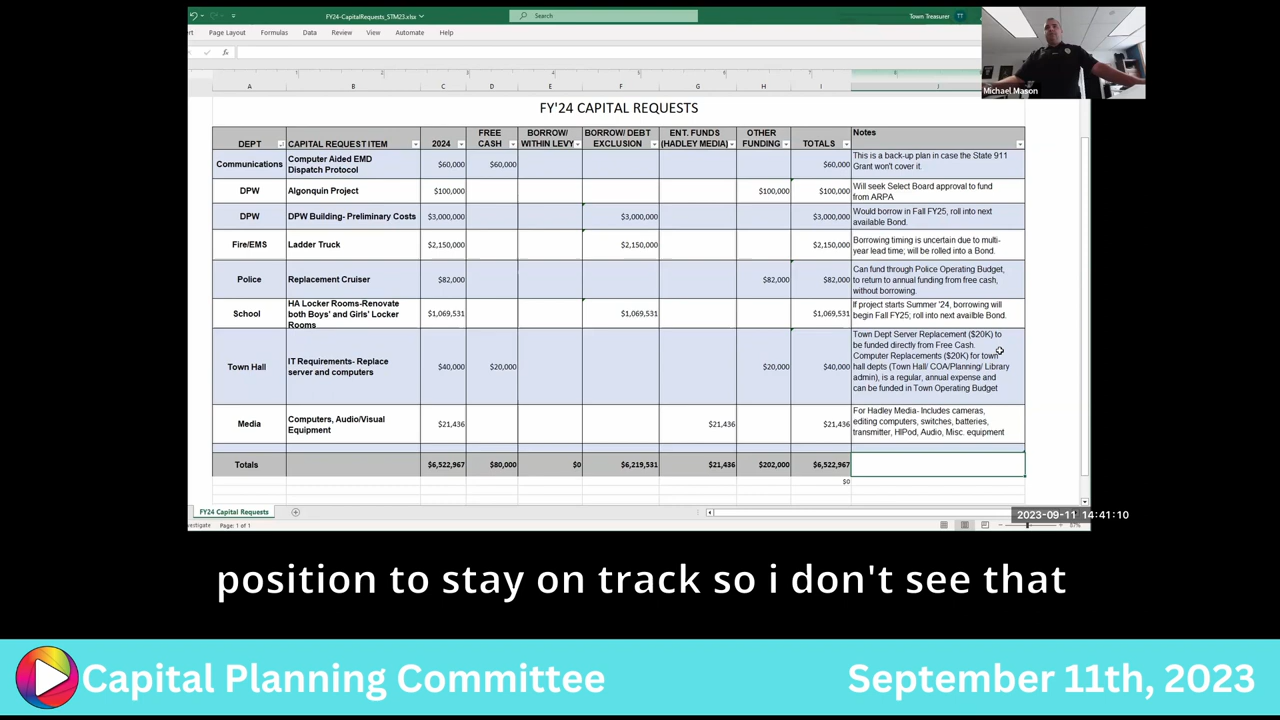 FY24-CapitalRequests_STM23.xlsx
Search
Town Treasurer
TT
Page Layout Formulas Data Review View Automate Help
Michael Mason
A B C D E F G H I J
FY'24 CAPITAL REQUESTS
DEPT CAPITAL REQUEST ITEM 2024 FREE CASH BORROW/ WITHIN LEVY BORROW/ DEBT EXCLUSION ENT. FUNDS (HADLEY MEDIA) OTHER FUNDING TOTALS Notes
Communications Computer Aided EMD Dispatch Protocol $60,000 $60,000 $60,000 This is a back-up plan in case the State 911 Grant won't cover it.
DPW Algonquin Project $100,000 $100,000 $100,000 Will seek Select Board approval to fund from ARPA
DPW DPW Building- Preliminary Costs $3,000,000 $3,000,000 $3,000,000 Would borrow in Fall FY25, roll into next available Bond.
Fire/EMS Ladder Truck $2,150,000 $2,150,000 $2,150,000 Borrowing timing is uncertain due to multi-year lead time; will be rolled into a Bond.
Police Replacement Cruiser $82,000 $82,000 $82,000 Can fund through Police Operating Budget, to return to annual funding from free cash, without borrowing.
School HA Locker Rooms-Renovate both Boys' and Girls' Locker Rooms $1,069,531 $1,069,531 $1,069,531 If project starts Summer '24, borrowing will begin Fall FY25; roll into next availble Bond.
Town Hall IT Requirements- Replace server and computers $40,000 $20,000 $20,000 $40,000 Town Dept Server Replacement ($20K) to be funded directly from Free Cash. Computer Replacements ($20K) for town hall depts (Town Hall/ COA/Planning/ Library admin), is a regular, annual expense and can be funded in Town Operating Budget
Media Computers, Audio/Visual Equipment $21,436 $21,436 $21,436 For Hadley Media- Includes cameras, editing computers, switches, batteries, transmitter, HIPod, Audio, Misc. equipment
Totals $6,522,967 $80,000 $0 $6,219,531 $21,436 $202,000 $6,522,967
$0
FY24 Capital Requests
Page: 1 of 1
2023-09-11 14:41:10
position to stay on track so i don't see that
Capital Planning Committee
September 11th, 2023